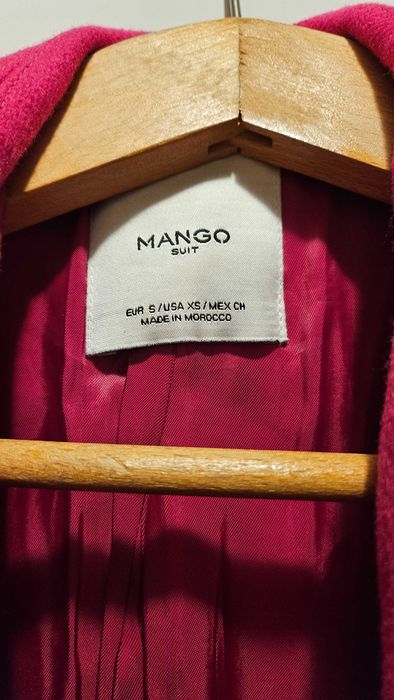 MANGO
SUIT
EUR S / USA XS / MEX CH
MADE IN MOROCCO